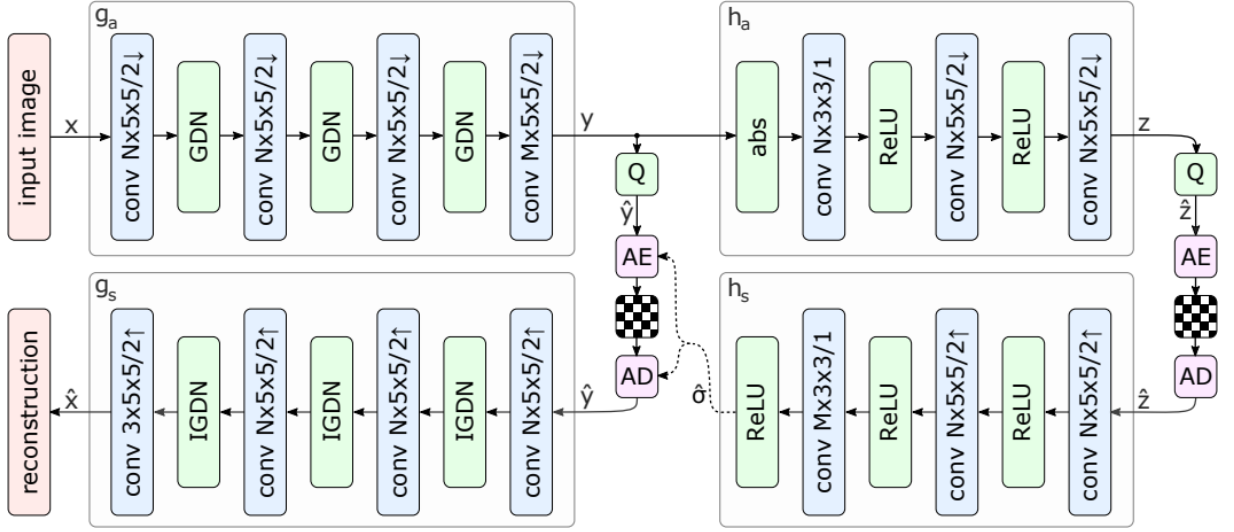 g_a
input image
x
conv Nx5x5/2↓
GDN
conv Nx5x5/2↓
GDN
conv Nx5x5/2↓
GDN
conv Mx5x5/2↓
y
Q
ŷ
AE
AD
h_a
abs
conv Nx3x3/1
ReLU
conv Nx5x5/2↓
ReLU
conv Nx5x5/2↓
z
Q
ẑ
AE
AD
g_s
reconstruction
x̂
conv 3x5x5/2↑
IGDN
conv Nx5x5/2↑
IGDN
conv Nx5x5/2↑
IGDN
conv Nx5x5/2↑
ŷ
h_s
σ̂
ReLU
conv Mx3x3/1
ReLU
conv Nx5x5/2↑
ReLU
conv Nx5x5/2↑
ẑ